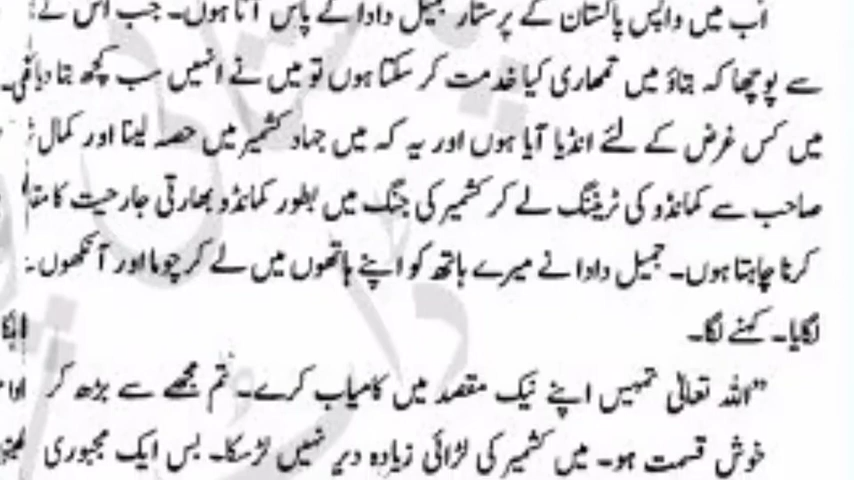 اب میں واپس پاکستان کے پرستار جمیل دادا کے پاس آتا ہوں۔ جب اس نے
سے پوچھا کہ بتاؤ میں تمہاری کیا خدمت کر سکتا ہوں تو میں نے انہیں سب کچھ بتا دیا
میں کس غرض کے لئے انڈیا آیا ہوں اور یہ کہ میں جہاد کشمیر میں حصہ لینا اور کمال
صاحب سے کمانڈو کی ٹریننگ لے کر کشمیر کی جنگ میں بطور کمانڈو بھارتی جارحیت کا
کرنا چاہتا ہوں۔ جمیل دادا نے میرے ہاتھ کو اپنے ہاتھوں میں لے کر چوما اور آنکھوں
لگایا۔ کہنے لگا۔
"اللہ تعالیٰ تمہیں اپنے نیک مقصد میں کامیاب کرے۔ تم مجھے سے بڑھ کر
خوش قسمت ہو۔ میں کشمیر کی لڑائی زیادہ دیر نہیں لڑ سکا۔ بس ایک مجبوری